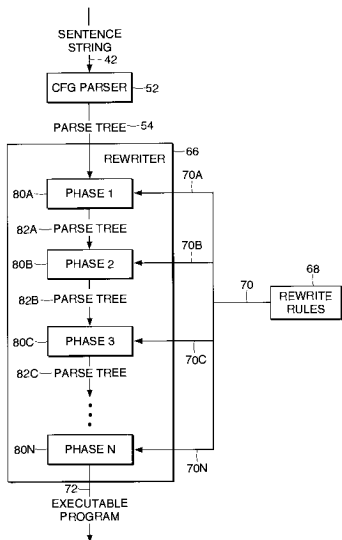 SENTENCE
STRING
42
CFG PARSER 52
PARSE TREE 54
REWRITER 66
80A PHASE 1 70A
82A PARSE TREE
80B PHASE 2 70B
82B PARSE TREE
70 68
REWRITE
RULES
80C PHASE 3 70C
82C PARSE TREE
80N PHASE N 70N
72
EXECUTABLE
PROGRAM